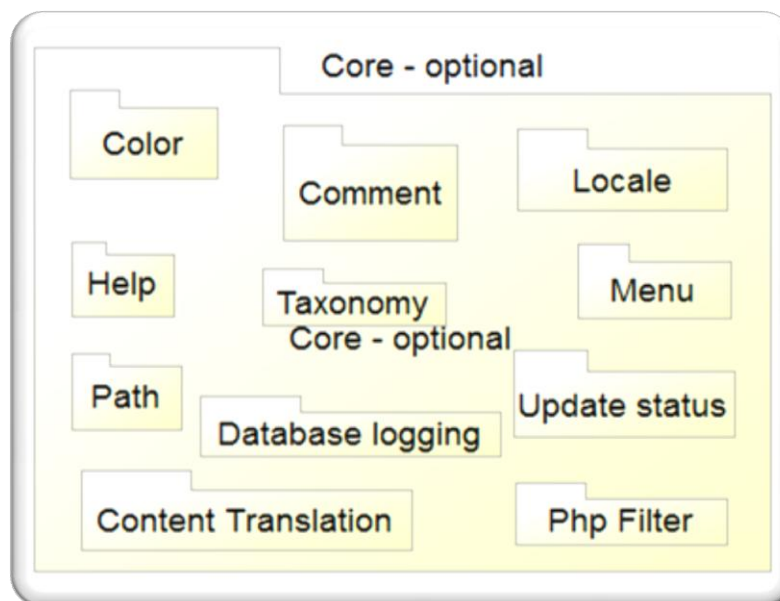 Core - optional
Color
Comment
Locale
Help
Taxonomy
Menu
Core - optional
Path
Database logging
Update status
Content Translation
Php Filter